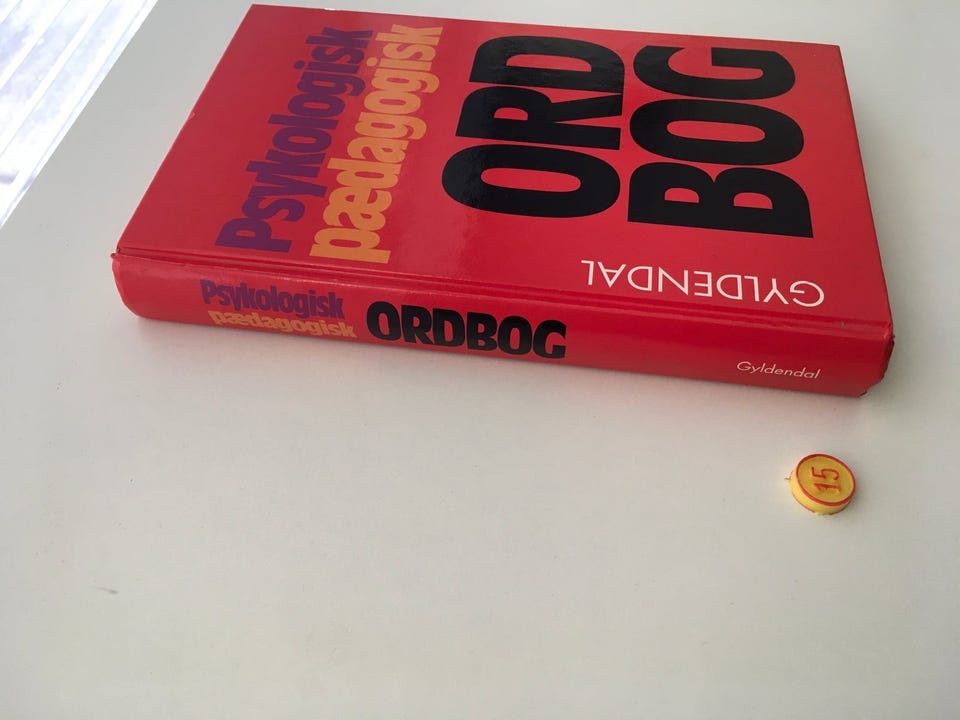 Psykologisk
pædagogisk
ORD
BOG
GYLDENDAL
Psykologisk
pædagogisk
ORDBOG
Gyldendal
15